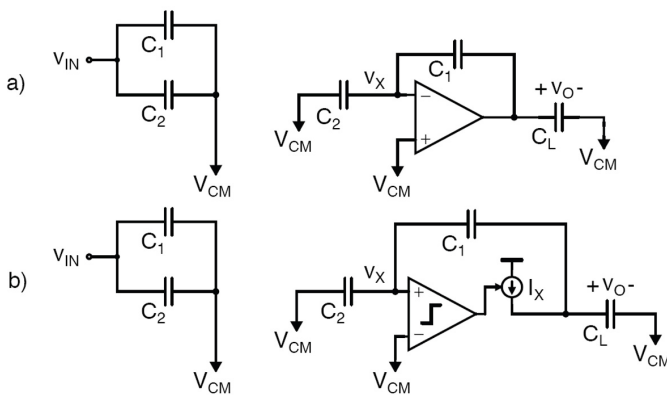 a)
v_IN
C_1
C_2
V_CM
C_2
V_CM
v_X
C_1
−
+
V_CM
+ v_O -
C_L
V_CM
b)
v_IN
C_1
C_2
V_CM
C_2
V_CM
v_X
C_1
+
−
V_CM
I_X
+v_O-
C_L
V_CM